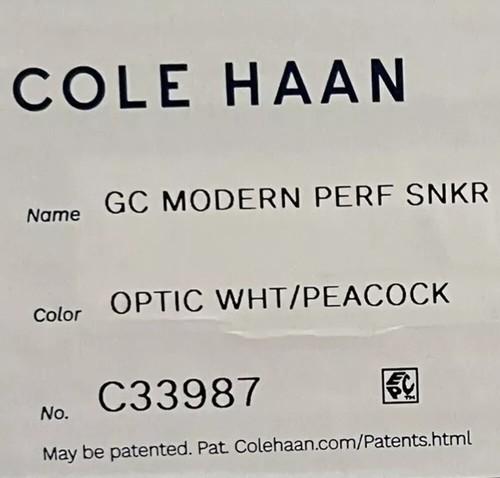 COLE HAAN
Name GC MODERN PERF SNKR
Color OPTIC WHT/PEACOCK
No. C33987
May be patented. Pat. Colehaan.com/Patents.html